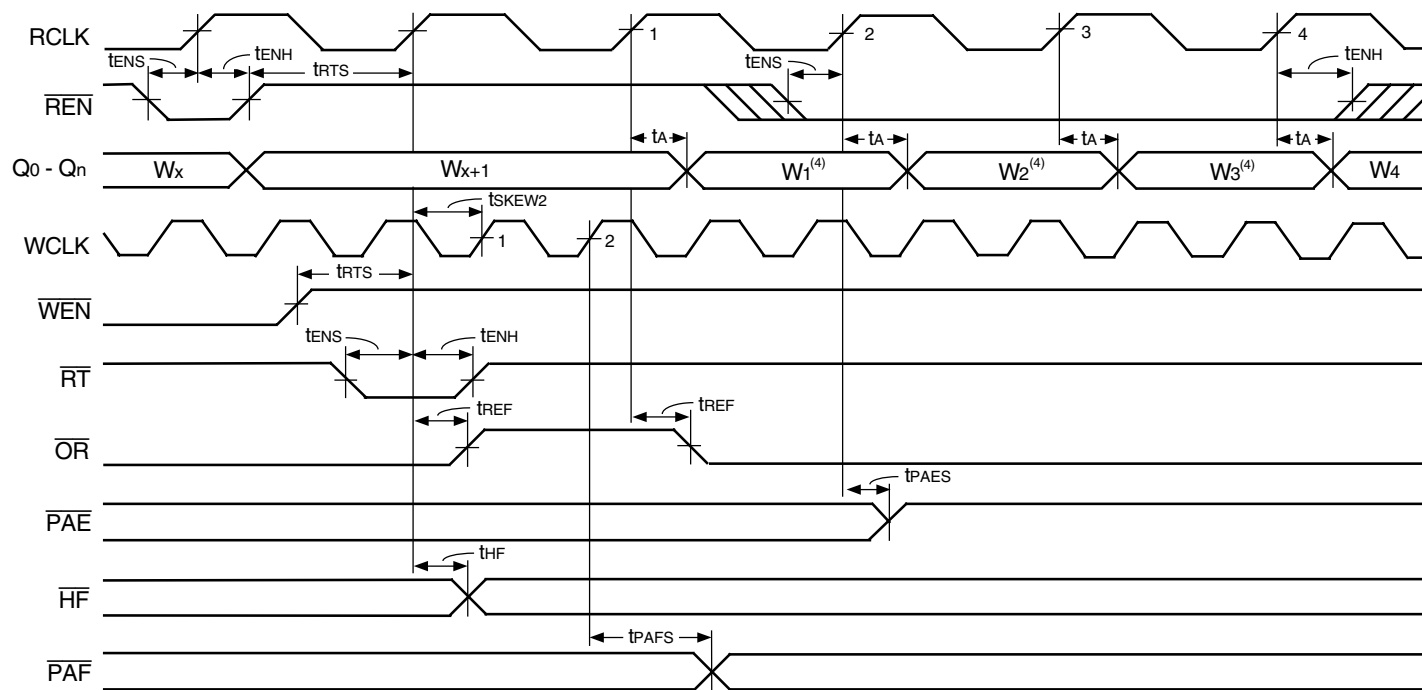 RCLK
1
2
3
4
tENS
tENH
tRTS
tENS
tENH
REN
tA
tA
tA
tA
Q0 - Qn
Wx
Wx+1
W1(4)
W2(4)
W3(4)
W4
tSKEW2
WCLK
1
2
tRTS
WEN
tENS
tENH
RT
tREF
tREF
OR
tPAES
PAE
tHF
HF
tPAFS
PAF